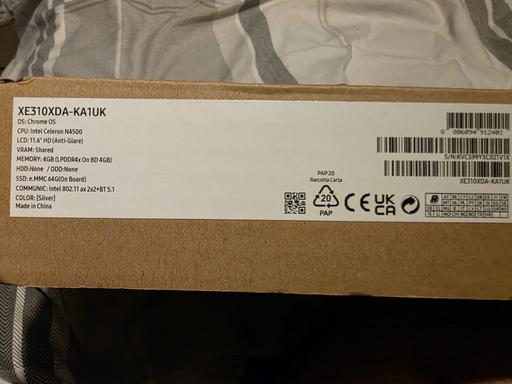 XE310XDA-KA1UK
OS: Chrome OS
CPU: Intel Celeron N4500
LCD: 11.6" HD (Anti-Glare)
VRAM: Shared
MEMORY: 4GB (LPDDR4x On BD 4GB)
HDD:None / ODD:None
SSD: e.MMC 64G(On Board)
COMMUNIC: Intel 802.11 ax 2x2+BT 5.1
COLOR: [Silver]
Made in China
PAP 20
Raccolta Carta
20
PAP
CE
UK
CA
8 806094 912401
XE310XDA-KA1UK